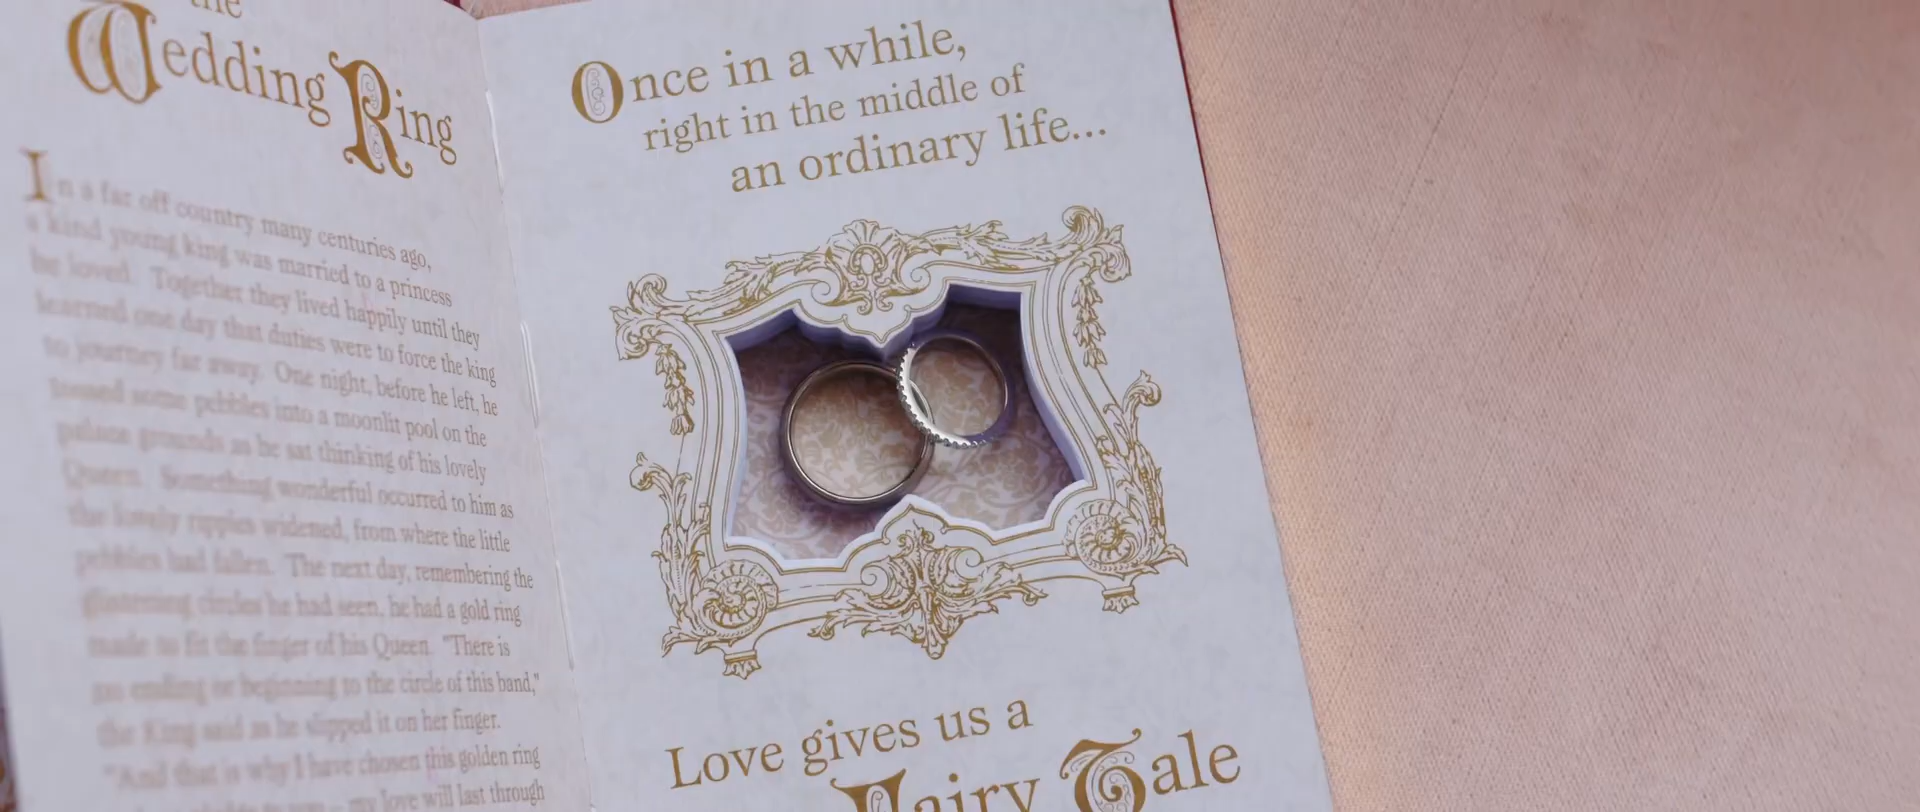 the
Wedding Ring
In a far off country many centuries ago,
a kind young king was married to a princess
he loved. Together they lived happily until they
learned one day that duties were to force the king
to journey far away. One night, before he left, he
tossed some pebbles into a moonlit pool on the
palace grounds as he sat thinking of his lovely
Queen. Something wonderful occurred to him as
the lovely ripples widened, from where the little
pebbles had fallen. The next day, remembering the
glistening circles he had seen, he had a gold ring
made to fit the finger of his Queen. "There is
no ending or beginning to the circle of this band,"
the King said as he slipped it on her finger.
"And that is why I have chosen this golden ring
my love will last through
Once in a while,
right in the middle of
an ordinary life...
Love gives us a
Fairy Tale